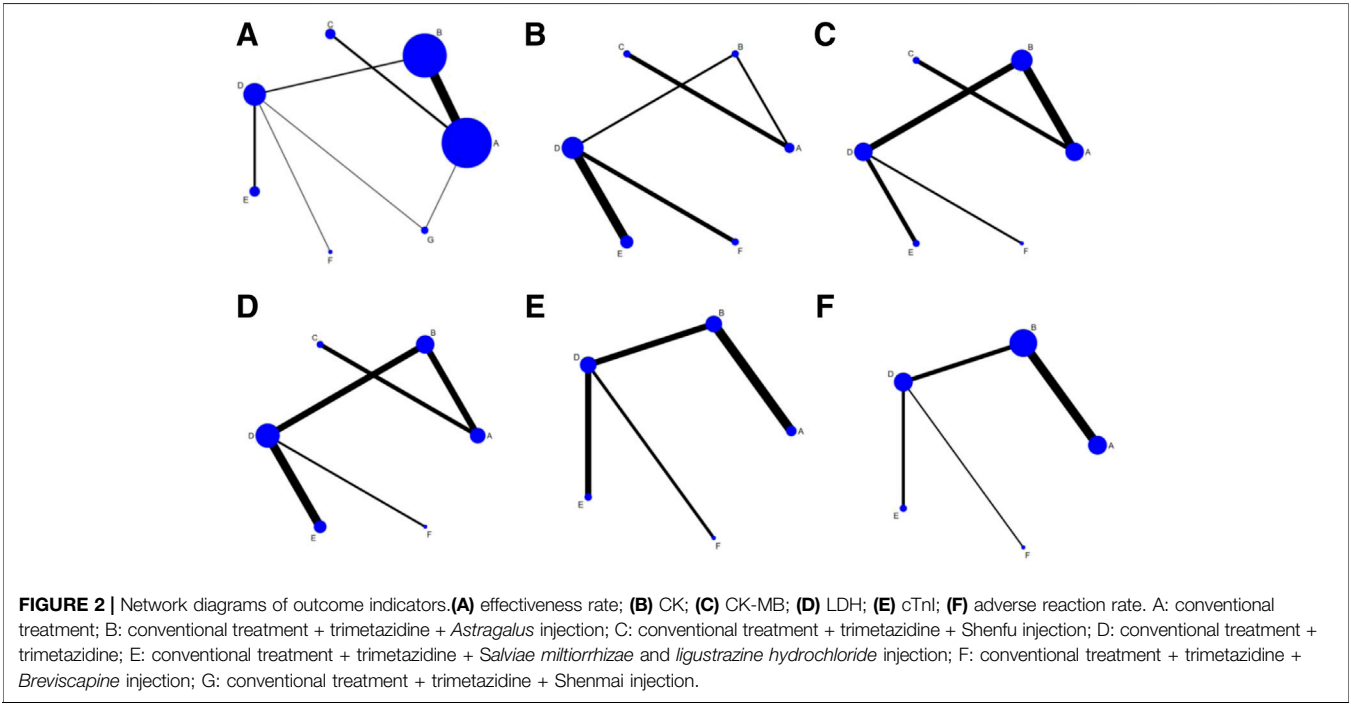 A B C
C B
D A
E G
F
C B
D A
E F
C B
D A
E F
D E F
C B
D A
E F
B
D A
E F
B
D A
E F
FIGURE 2 | Network diagrams of outcome indicators.(A) effectiveness rate; (B) CK; (C) CK-MB; (D) LDH; (E) cTnI; (F) adverse reaction rate. A: conventional
treatment; B: conventional treatment + trimetazidine + Astragalus injection; C: conventional treatment + trimetazidine + Shenfu injection; D: conventional treatment +
trimetazidine; E: conventional treatment + trimetazidine + Salviae miltiorrhizae and ligustrazine hydrochloride injection; F: conventional treatment + trimetazidine +
Breviscapine injection; G: conventional treatment + trimetazidine + Shenmai injection.